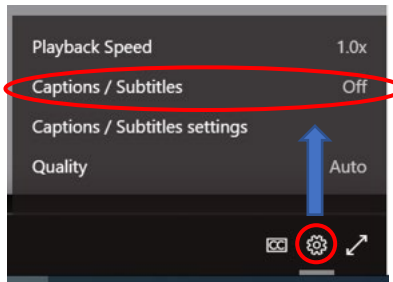 Playback Speed 1.0x
Captions / Subtitles Off
Captions / Subtitles settings
Quality Auto
CC